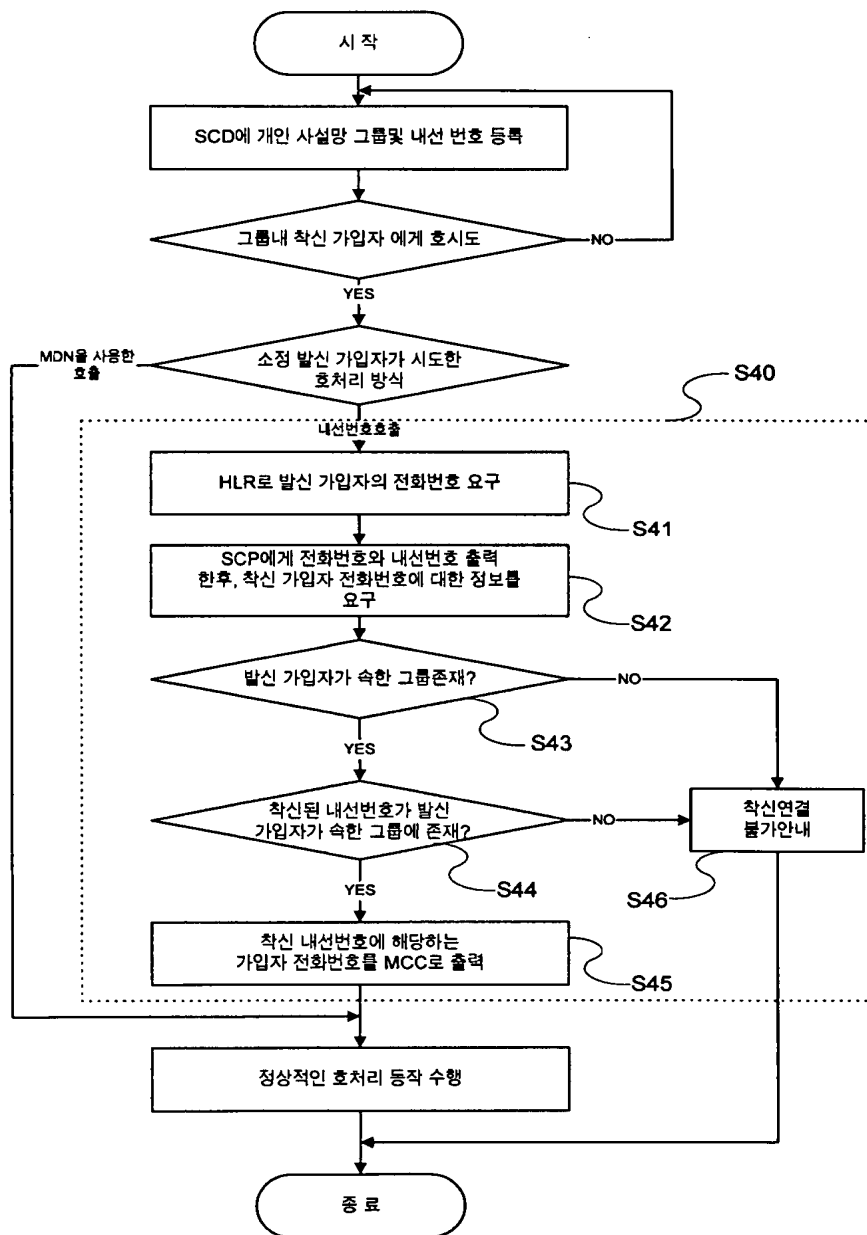 시 작
SCD에 개인 사설망 그룹및 내선 번호 등록
그룹내 착신 가입자 에게 호시도
NO
YES
MDN을 사용한
호출
소정 발신 가입자가 시도한
호처리 방식
S40
내선번호호출
HLR로 발신 가입자의 전화번호 요구
S41
SCP에게 전화번호와 내선번호 출력
한후, 착신 가입자 전화번호에 대한 정보를
요구
S42
발신 가입자가 속한 그룹존재?
NO
S43
YES
착신된 내선번호가 발신
가입자가 속한 그룹에 존재?
NO
착신연결
불가안내
S44
S46
YES
착신 내선번호에 해당하는
가입자 전화번호를 MCC로 출력
S45
정상적인 호처리 동작 수행
종 료